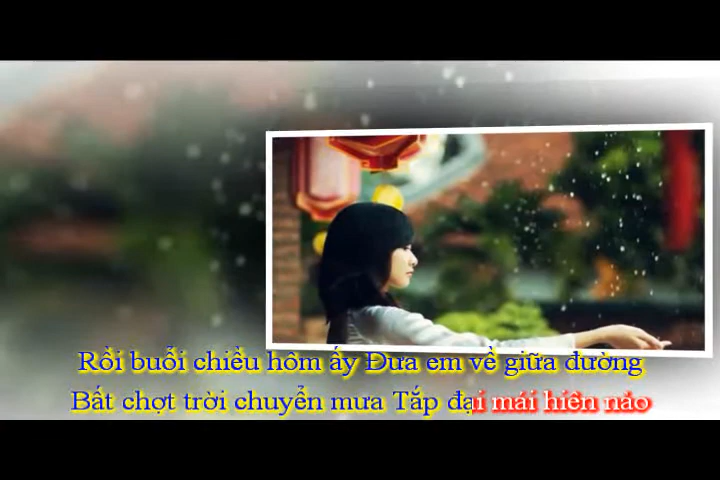 Rồi buổi chiều hôm ấy Đưa em về giữa đường
Bất chợt trời chuyển mưa Tắp đại mái hiên nào